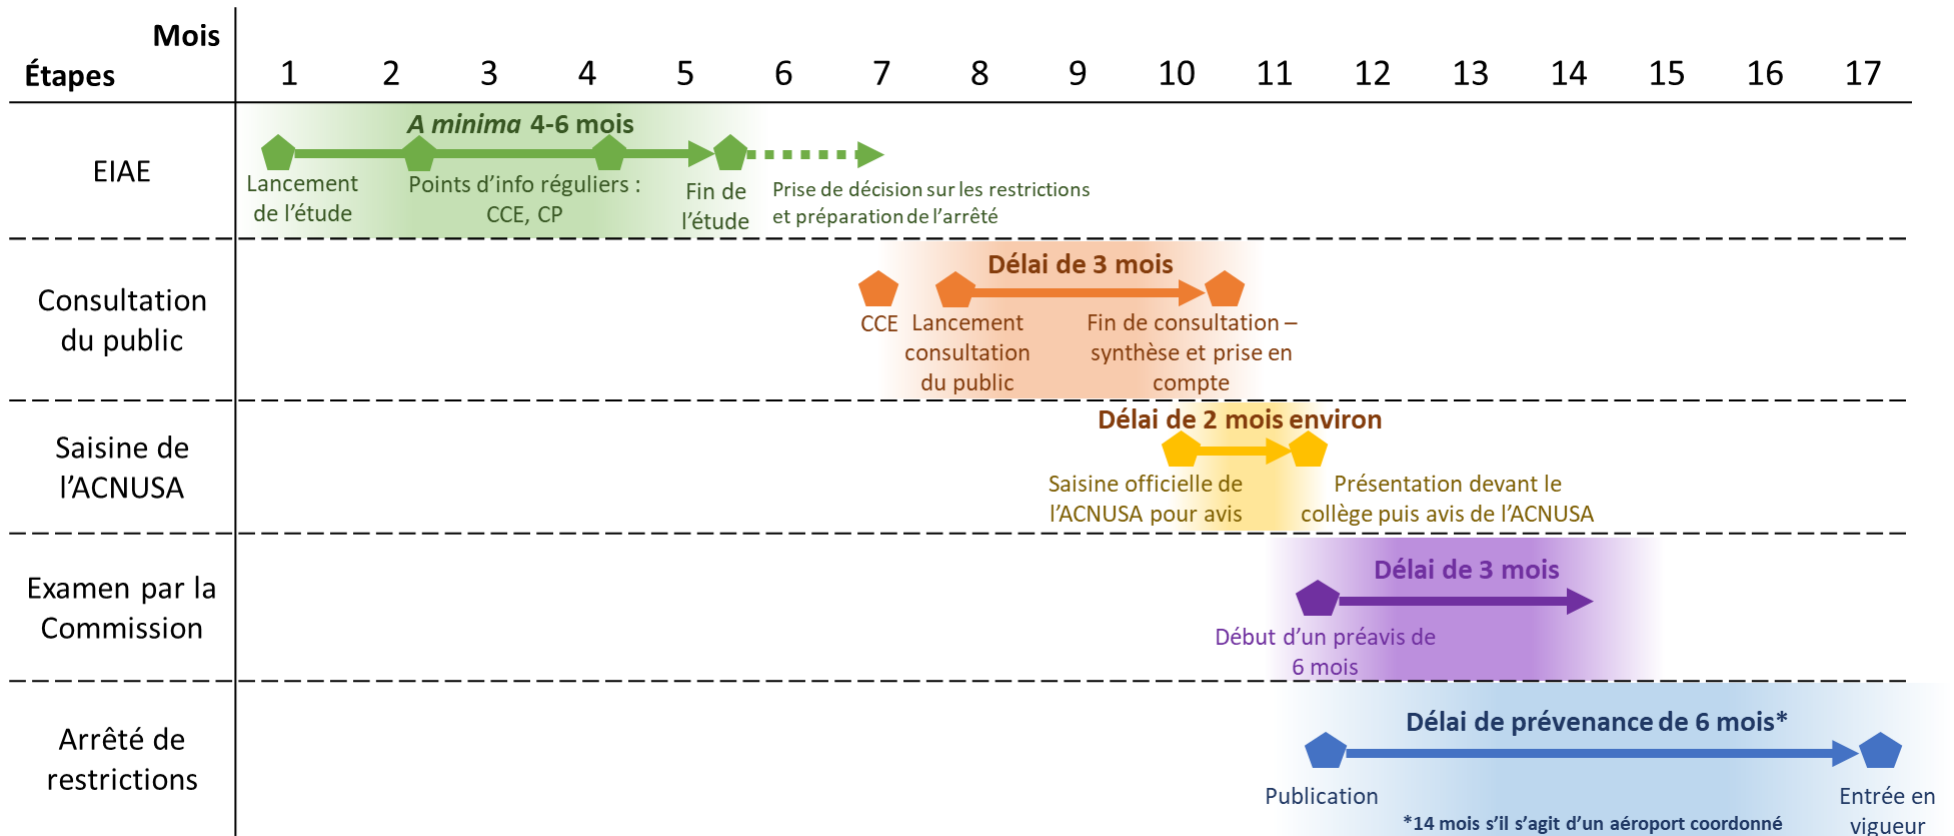 Mois
Étapes
1 2 3 4 5 6 7 8 9 10 11 12 13 14 15 16 17
EIAE
A minima 4-6 mois
Lancement
de l’étude
Points d’info réguliers :
CCE, CP
Fin de
l’étude
Prise de décision sur les restrictions
et préparation de l’arrêté
Consultation
du public
Délai de 3 mois
CCE
Lancement
consultation
du public
Fin de consultation –
synthèse et prise en
compte
Saisine de
l’ACNUSA
Délai de 2 mois environ
Saisine officielle de
l’ACNUSA pour avis
Présentation devant le
collège puis avis de l’ACNUSA
Examen par la
Commission
Délai de 3 mois
Début d’un préavis de
6 mois
Arrêté de
restrictions
Délai de prévenance de 6 mois*
Publication
Entrée en
vigueur
*14 mois s’il s’agit d’un aéroport coordonné